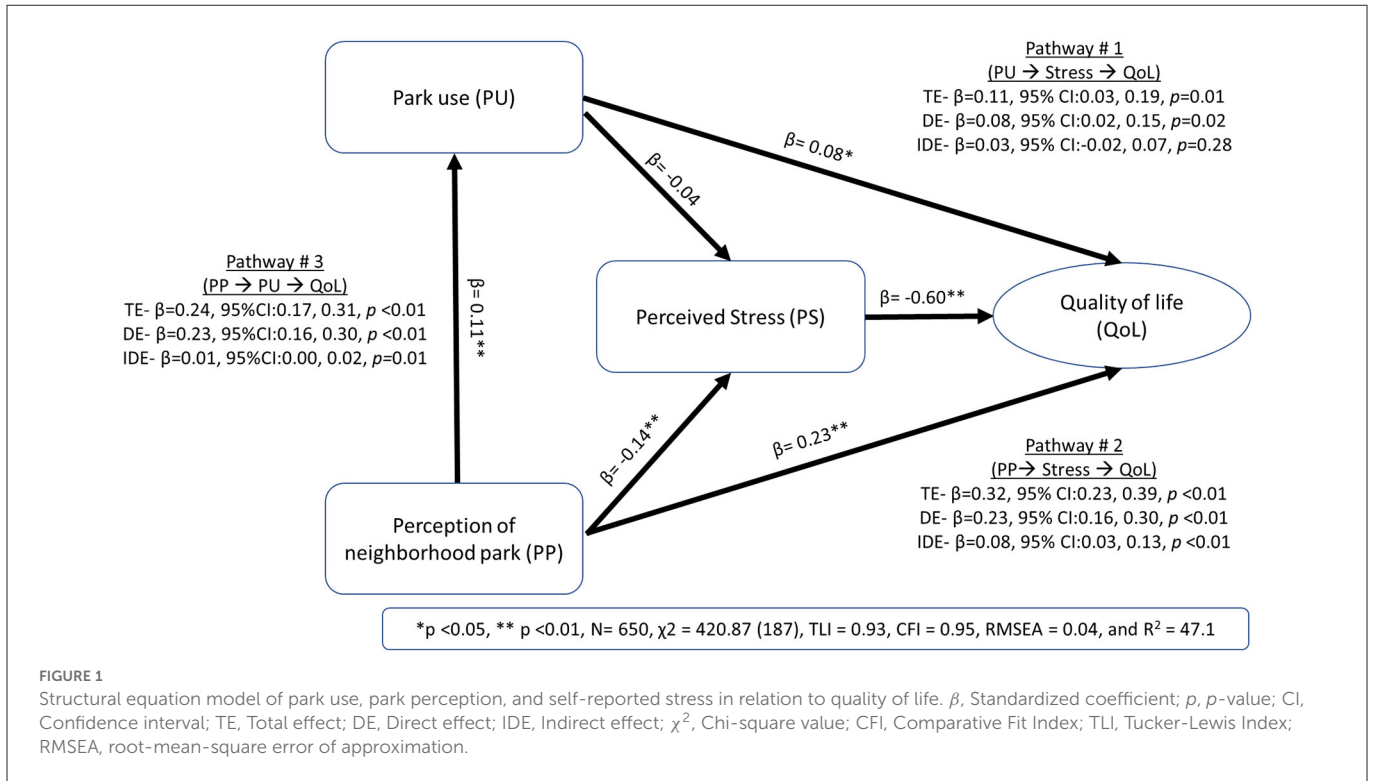 Park use (PU)
Pathway # 1
(PU → Stress → QoL)
TE- β=0.11, 95% CI:0.03, 0.19, p=0.01
DE- β=0.08, 95% CI:0.02, 0.15, p=0.02
IDE- β=0.03, 95% CI:-0.02, 0.07, p=0.28
β= 0.08*
β= -0.04
Pathway # 3
(PP → PU → QoL)
TE- β=0.24, 95%CI:0.17, 0.31, p <0.01
DE- β=0.23, 95%CI:0.16, 0.30, p <0.01
IDE- β=0.01, 95%CI:0.00, 0.02, p=0.01
β= 0.11**
Perceived Stress (PS)
β= -0.60**
Quality of life
(QoL)
β= -0.14**
β= 0.23**
Perception of
neighborhood park (PP)
Pathway # 2
(PP→ Stress → QoL)
TE- β=0.32, 95% CI:0.23, 0.39, p <0.01
DE- β=0.23, 95% CI:0.16, 0.30, p <0.01
IDE- β=0.08, 95% CI:0.03, 0.13, p <0.01
*p <0.05, ** p <0.01, N= 650, χ2 = 420.87 (187), TLI = 0.93, CFI = 0.95, RMSEA = 0.04, and R² = 47.1
FIGURE 1
Structural equation model of park use, park perception, and self-reported stress in relation to quality of life. β, Standardized coefficient; p, p-value; CI,
Confidence interval; TE, Total effect; DE, Direct effect; IDE, Indirect effect; χ², Chi-square value; CFI, Comparative Fit Index; TLI, Tucker-Lewis Index;
RMSEA, root-mean-square error of approximation.